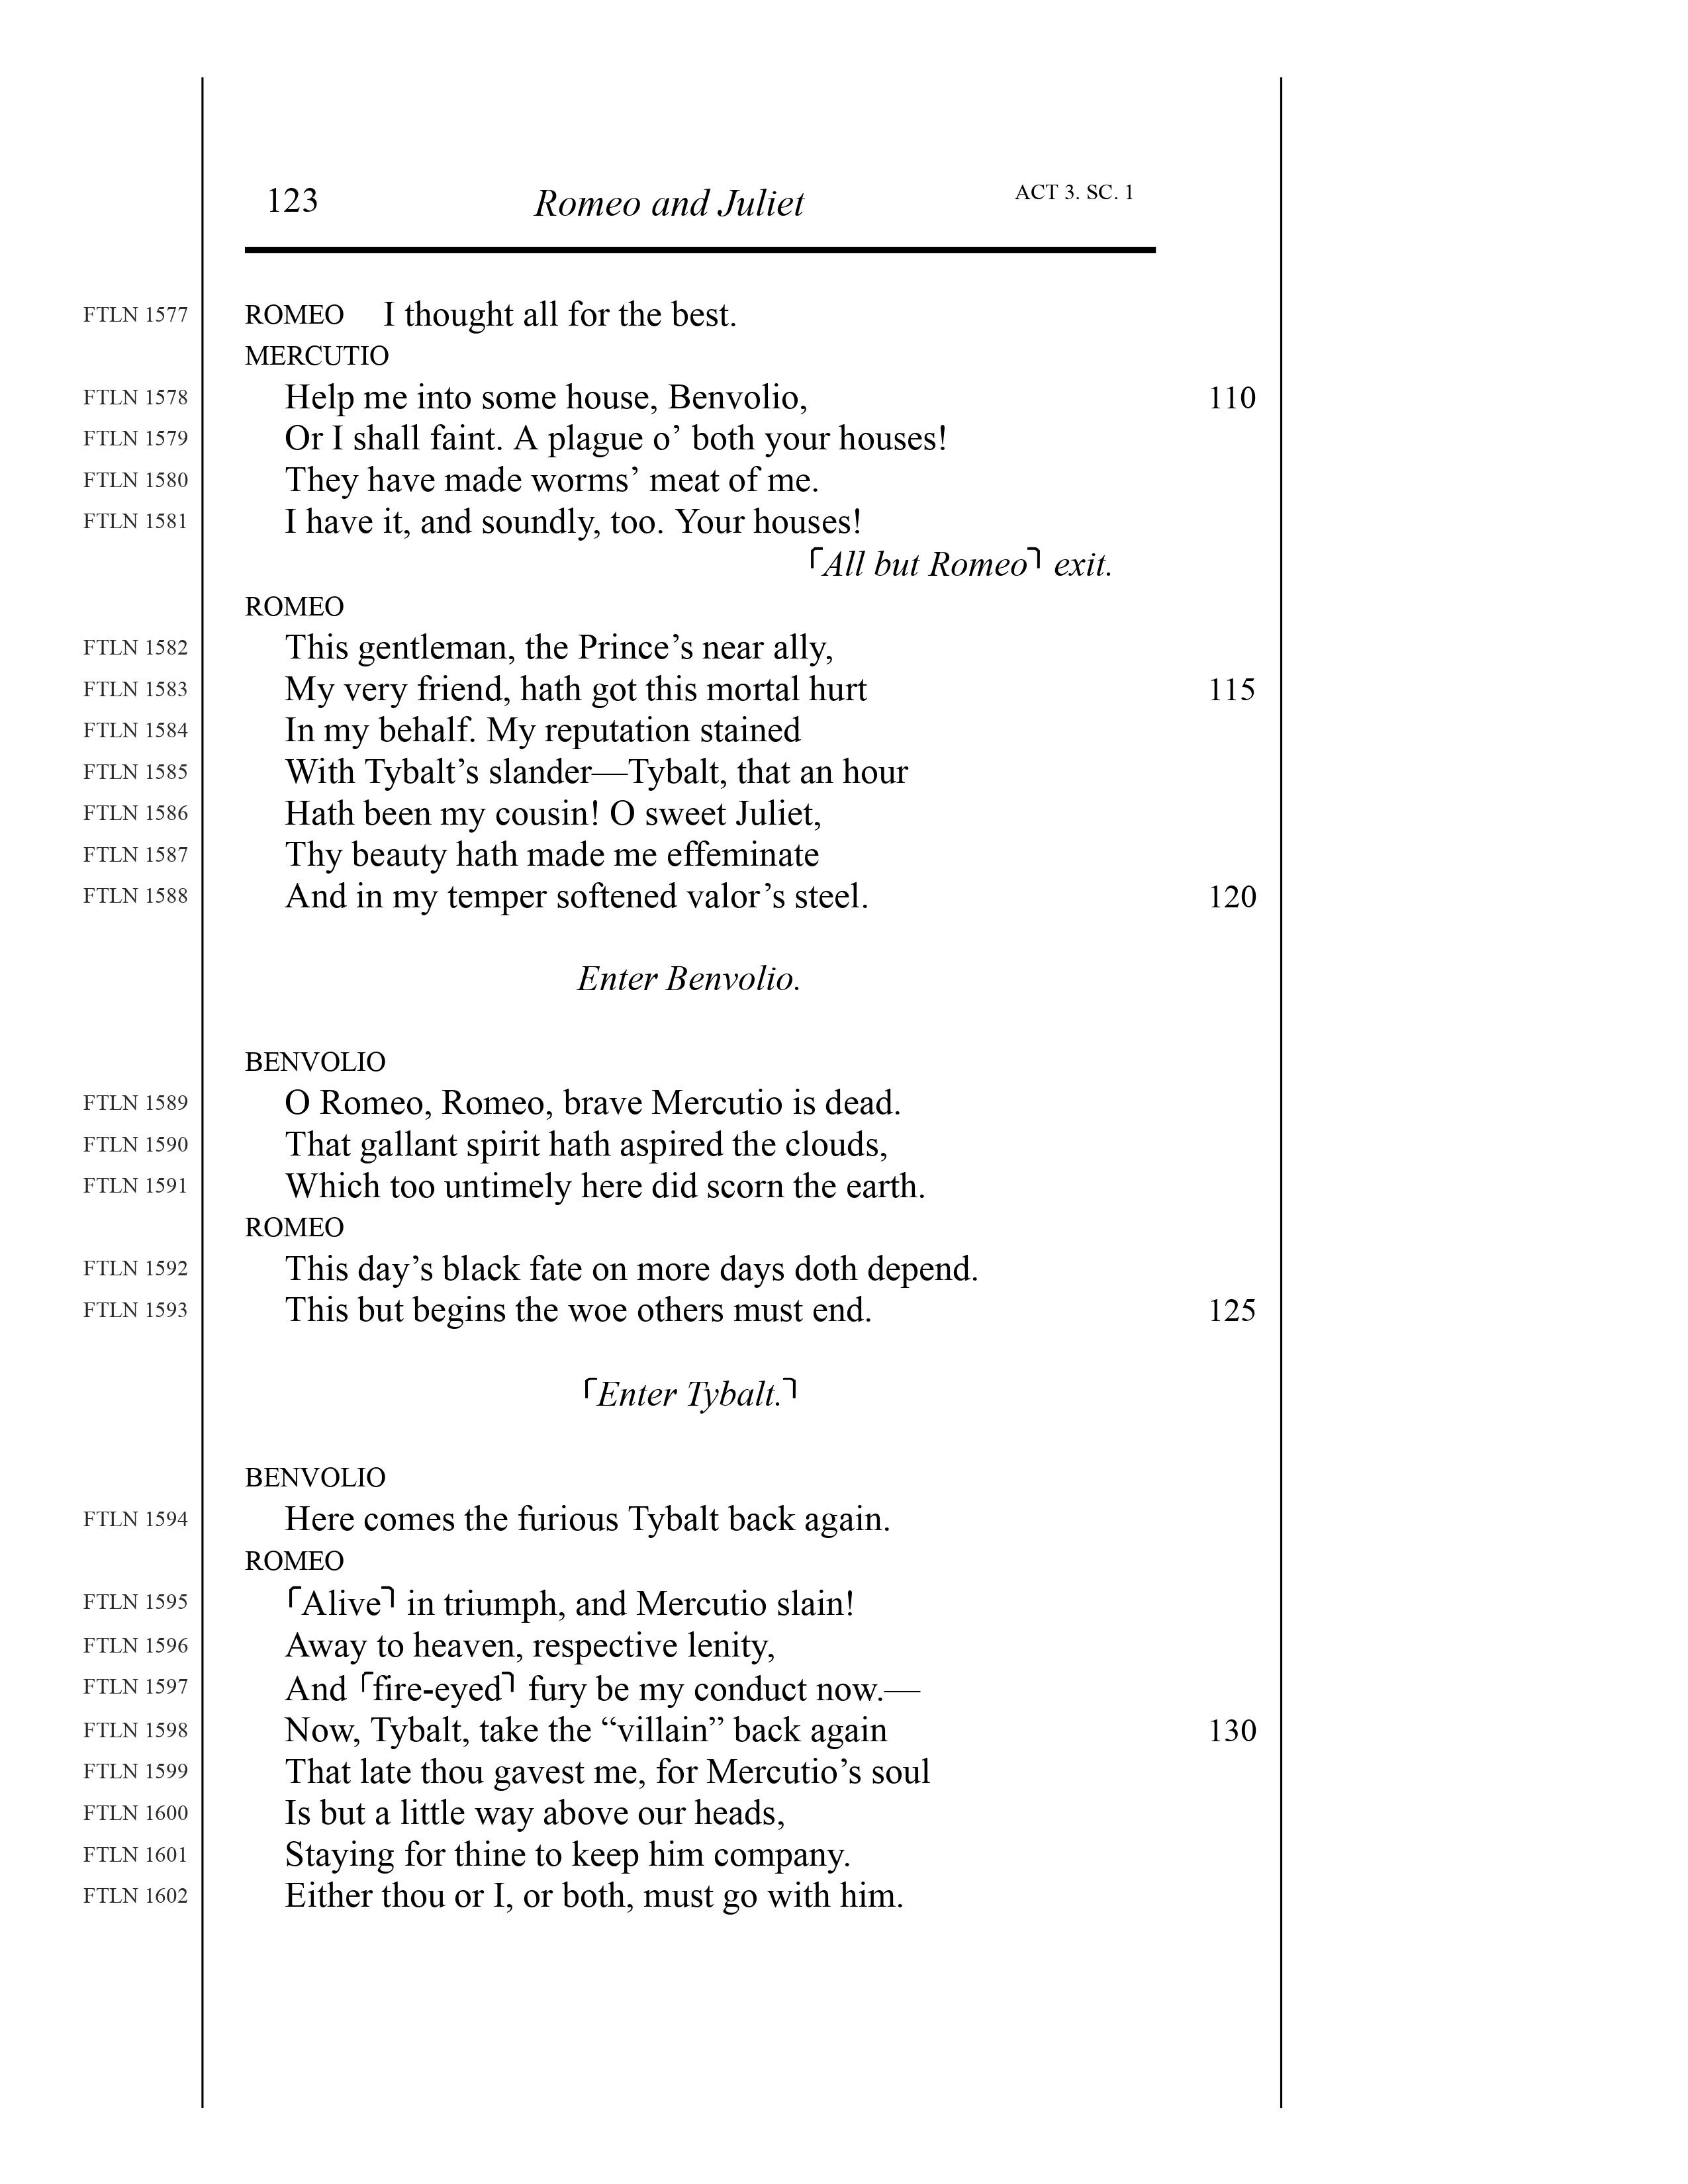 123 Romeo and Juliet ACT 3. SC. 1
FTLN 1577 ROMEO I thought all for the best.
MERCUTIO
FTLN 1578 Help me into some house, Benvolio, 110
FTLN 1579 Or I shall faint. A plague o’ both your houses!
FTLN 1580 They have made worms’ meat of me.
FTLN 1581 I have it, and soundly, too. Your houses!
⌜All but Romeo⌝ exit.
ROMEO
FTLN 1582 This gentleman, the Prince’s near ally,
FTLN 1583 My very friend, hath got this mortal hurt 115
FTLN 1584 In my behalf. My reputation stained
FTLN 1585 With Tybalt’s slander—Tybalt, that an hour
FTLN 1586 Hath been my cousin! O sweet Juliet,
FTLN 1587 Thy beauty hath made me effeminate
FTLN 1588 And in my temper softened valor’s steel. 120
Enter Benvolio.
BENVOLIO
FTLN 1589 O Romeo, Romeo, brave Mercutio is dead.
FTLN 1590 That gallant spirit hath aspired the clouds,
FTLN 1591 Which too untimely here did scorn the earth.
ROMEO
FTLN 1592 This day’s black fate on more days doth depend.
FTLN 1593 This but begins the woe others must end. 125
⌜Enter Tybalt.⌝
BENVOLIO
FTLN 1594 Here comes the furious Tybalt back again.
ROMEO
FTLN 1595 ⌜Alive⌝ in triumph, and Mercutio slain!
FTLN 1596 Away to heaven, respective lenity,
FTLN 1597 And ⌜fire-eyed⌝ fury be my conduct now.—
FTLN 1598 Now, Tybalt, take the “villain” back again 130
FTLN 1599 That late thou gavest me, for Mercutio’s soul
FTLN 1600 Is but a little way above our heads,
FTLN 1601 Staying for thine to keep him company.
FTLN 1602 Either thou or I, or both, must go with him.